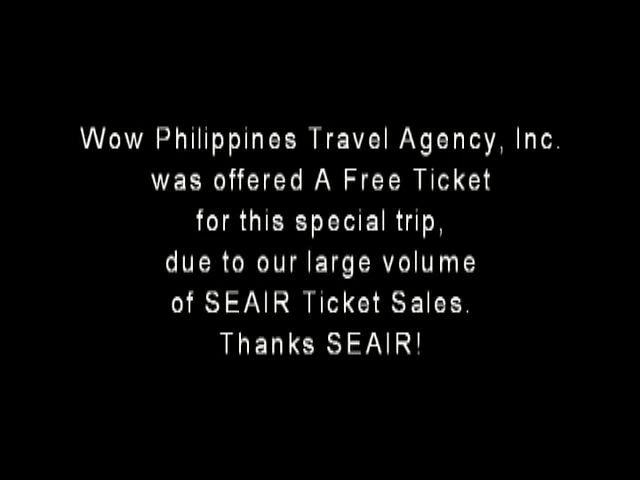 Wow Philippines Travel Agency, Inc.
was offered A Free Ticket
for this special trip,
due to our large volume
of SEAIR Ticket Sales.
Thanks SEAIR!